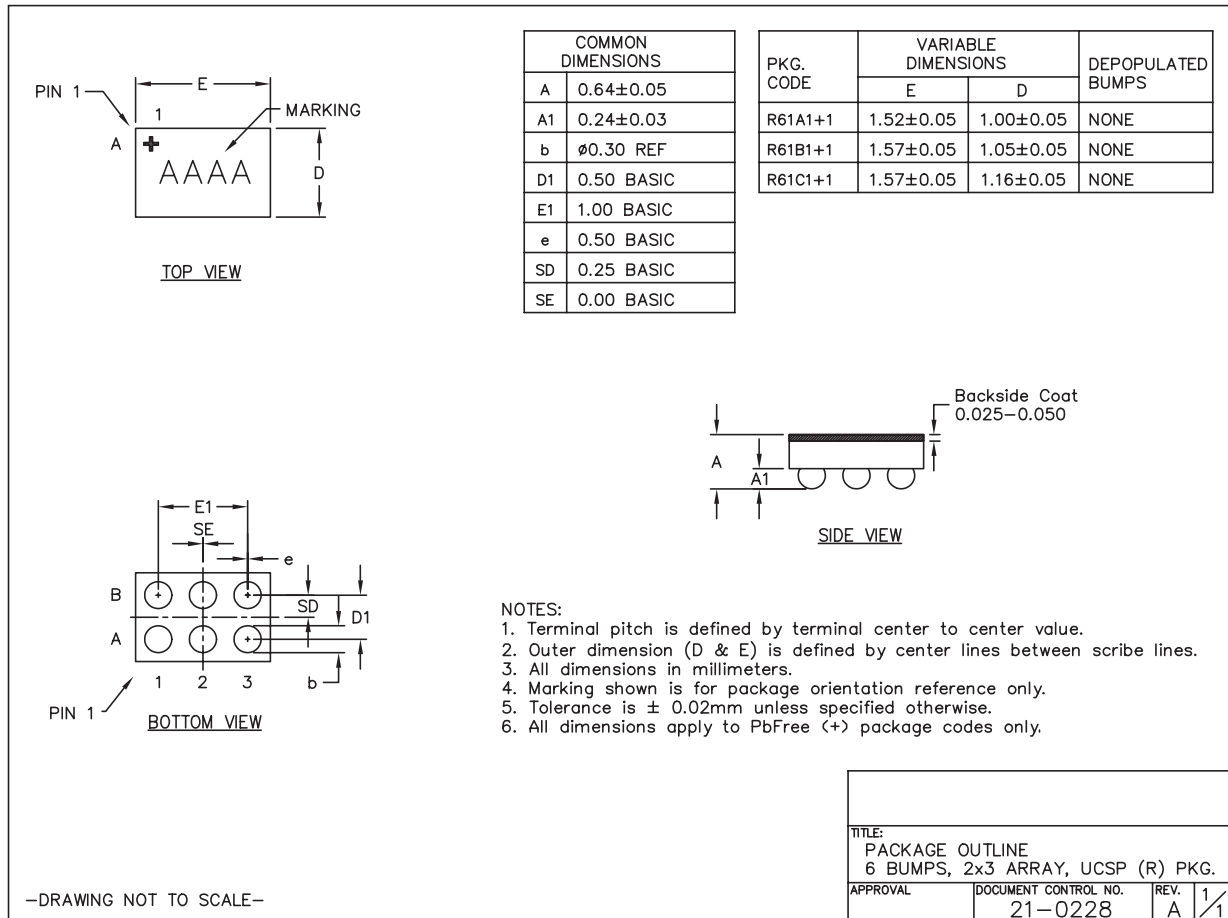 PIN 1
E
1
MARKING
A
AAAA
D
TOP VIEW
COMMON
DIMENSIONS
A 0.64±0.05
A1 0.24±0.03
b ø0.30 REF
D1 0.50 BASIC
E1 1.00 BASIC
e 0.50 BASIC
SD 0.25 BASIC
SE 0.00 BASIC
PKG.
CODE
VARIABLE
DIMENSIONS
DEPOPULATED
BUMPS
E D
R61A1+1 1.52±0.05 1.00±0.05 NONE
R61B1+1 1.57±0.05 1.05±0.05 NONE
R61C1+1 1.57±0.05 1.16±0.05 NONE
Backside Coat
0.025–0.050
A
A1
SIDE VIEW
E1
SE
e
B
SD
D1
A
1 2 3
b
PIN 1
BOTTOM VIEW
NOTES:
1. Terminal pitch is defined by terminal center to center value.
2. Outer dimension (D & E) is defined by center lines between scribe lines.
3. All dimensions in millimeters.
4. Marking shown is for package orientation reference only.
5. Tolerance is ± 0.02mm unless specified otherwise.
6. All dimensions apply to PbFree (+) package codes only.
TITLE:
PACKAGE OUTLINE
6 BUMPS, 2x3 ARRAY, UCSP (R) PKG.
APPROVAL
DOCUMENT CONTROL NO.
21-0228
REV.
A
1/1
-DRAWING NOT TO SCALE-